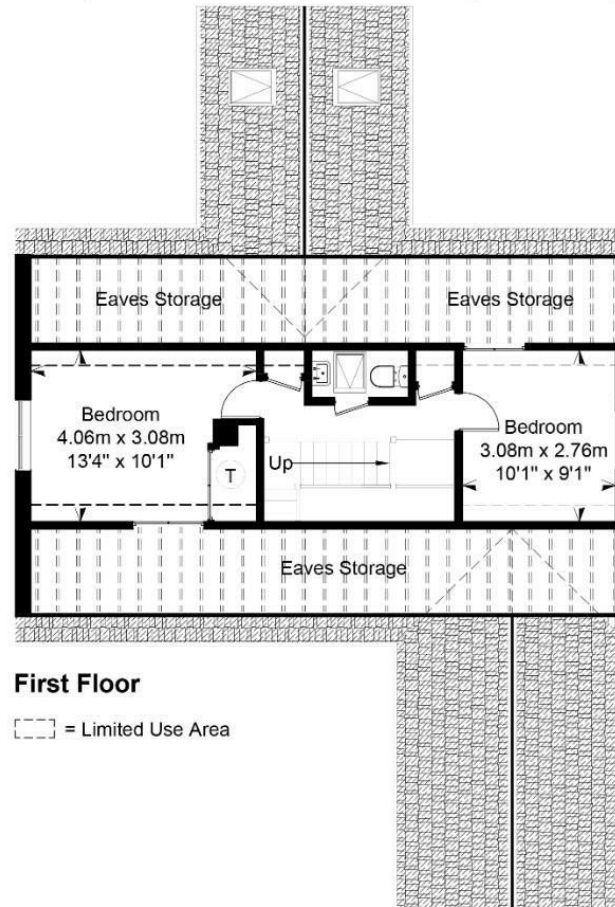 Eaves Storage
Eaves Storage
Bedroom
4.06m x 3.08m
13'4" x 10'1"
T
Up
Bedroom
3.08m x 2.76m
10'1" x 9'1"
Eaves Storage
First Floor
= Limited Use Area